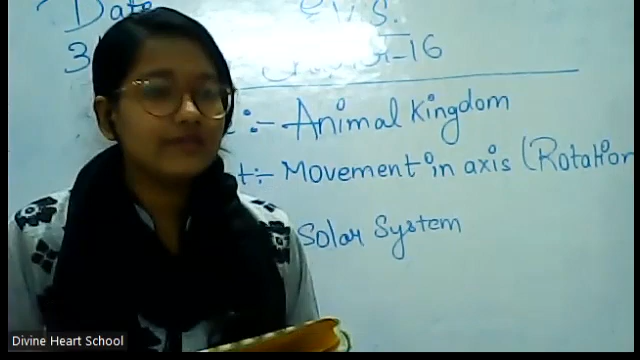 Date E.V.S.
3
-16
:- Animal Kingdom
t:- Movement in axis (Rotation
Solar System
Divine Heart School